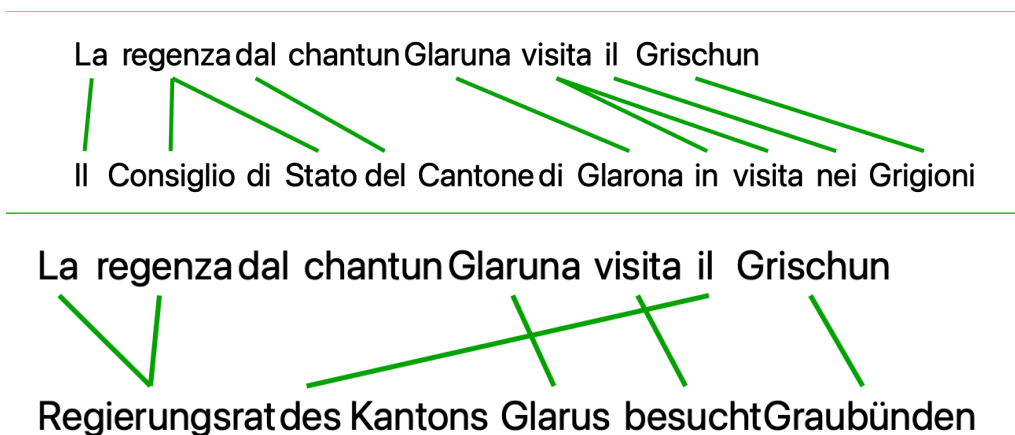 La regenza dal chantun Glaruna visita il Grischun
Il Consiglio di Stato del Cantone di Glarona in visita nei Grigioni
La regenza dal chantun Glaruna visita il Grischun
Regierungsrat des Kantons Glarus besucht Graubünden